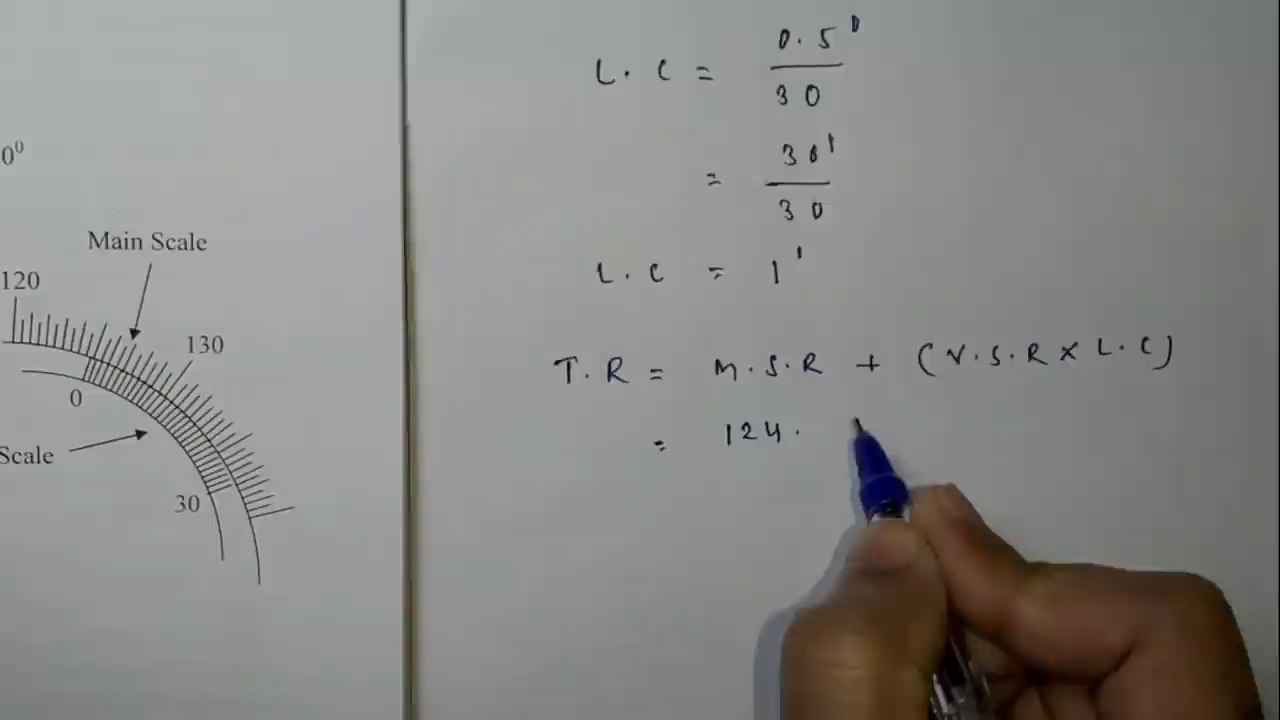 0⁰
Main Scale
120
130
0
Scale
30
L.C = 0.5⁰
30
= 30'
30
L.C = 1'
T.R = M.S.R + (V.S.R × L.C)
= 124.